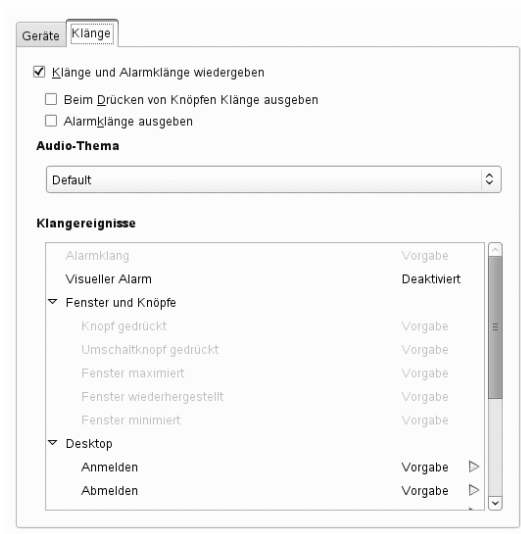 Geräte Klänge
Klänge und Alarmklänge wiedergeben
Beim Drücken von Knöpfen Klänge ausgeben
Alarmklänge ausgeben
Audio-Thema
Default
Klangereignisse
Alarmklang Vorgabe
Visueller Alarm Deaktiviert
Fenster und Knöpfe
Knopf gedrückt Vorgabe
Umschaltknopf gedrückt Vorgabe
Fenster maximiert Vorgabe
Fenster wiederhergestellt Vorgabe
Fenster minimiert Vorgabe
Desktop
Anmelden Vorgabe
Abmelden Vorgabe